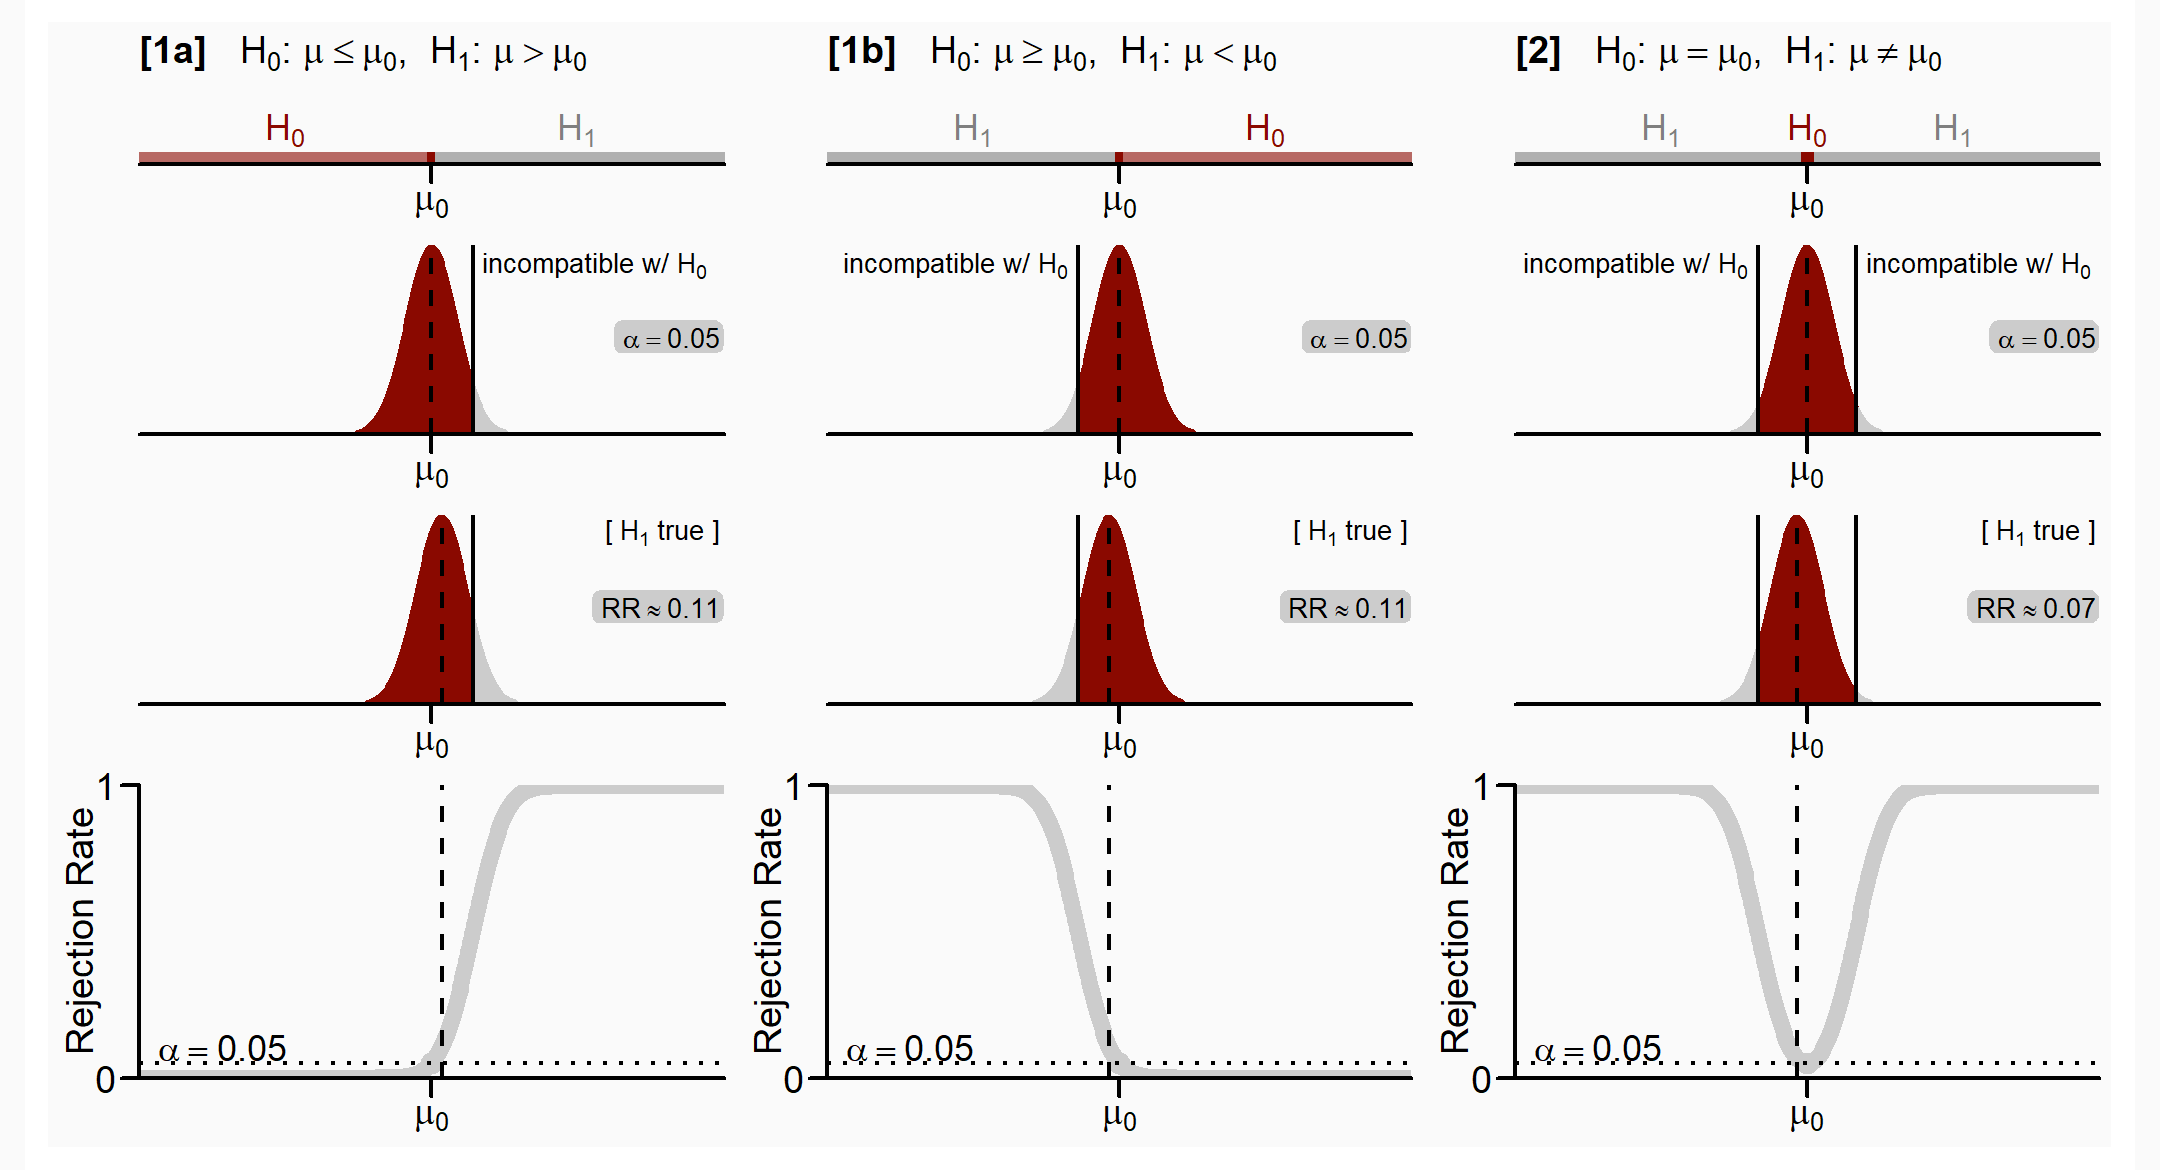 [1a] H₀: μ ≤ μ₀, H₁: μ > μ₀
H₀ H₁
μ₀
incompatible w/ H₀
α = 0.05
μ₀
[ H₁ true ]
RR ≈ 0.11
μ₀
Rejection Rate
1
α = 0.05
0
μ₀
[1b] H₀: μ ≥ μ₀, H₁: μ < μ₀
H₁ H₀
μ₀
incompatible w/ H₀
α = 0.05
μ₀
[ H₁ true ]
RR ≈ 0.11
μ₀
Rejection Rate
1
α = 0.05
0
μ₀
[2] H₀: μ = μ₀, H₁: μ ≠ μ₀
H₁ H₀ H₁
μ₀
incompatible w/ H₀ incompatible w/ H₀
α = 0.05
μ₀
[ H₁ true ]
RR ≈ 0.07
μ₀
Rejection Rate
1
α = 0.05
0
μ₀